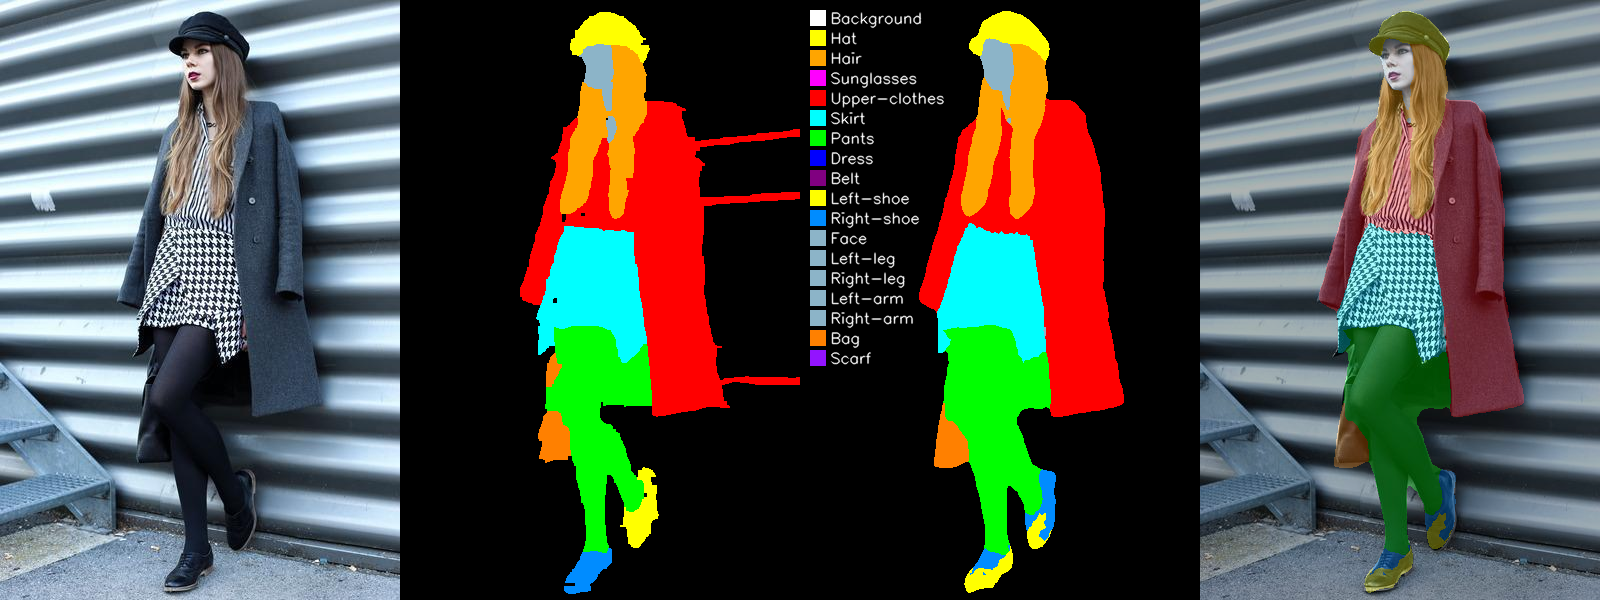 Background
Hat
Hair
Sunglasses
Upper-clothes
Skirt
Pants
Dress
Belt
Left-shoe
Right-shoe
Face
Left-leg
Right-leg
Left-arm
Right-arm
Bag
Scarf